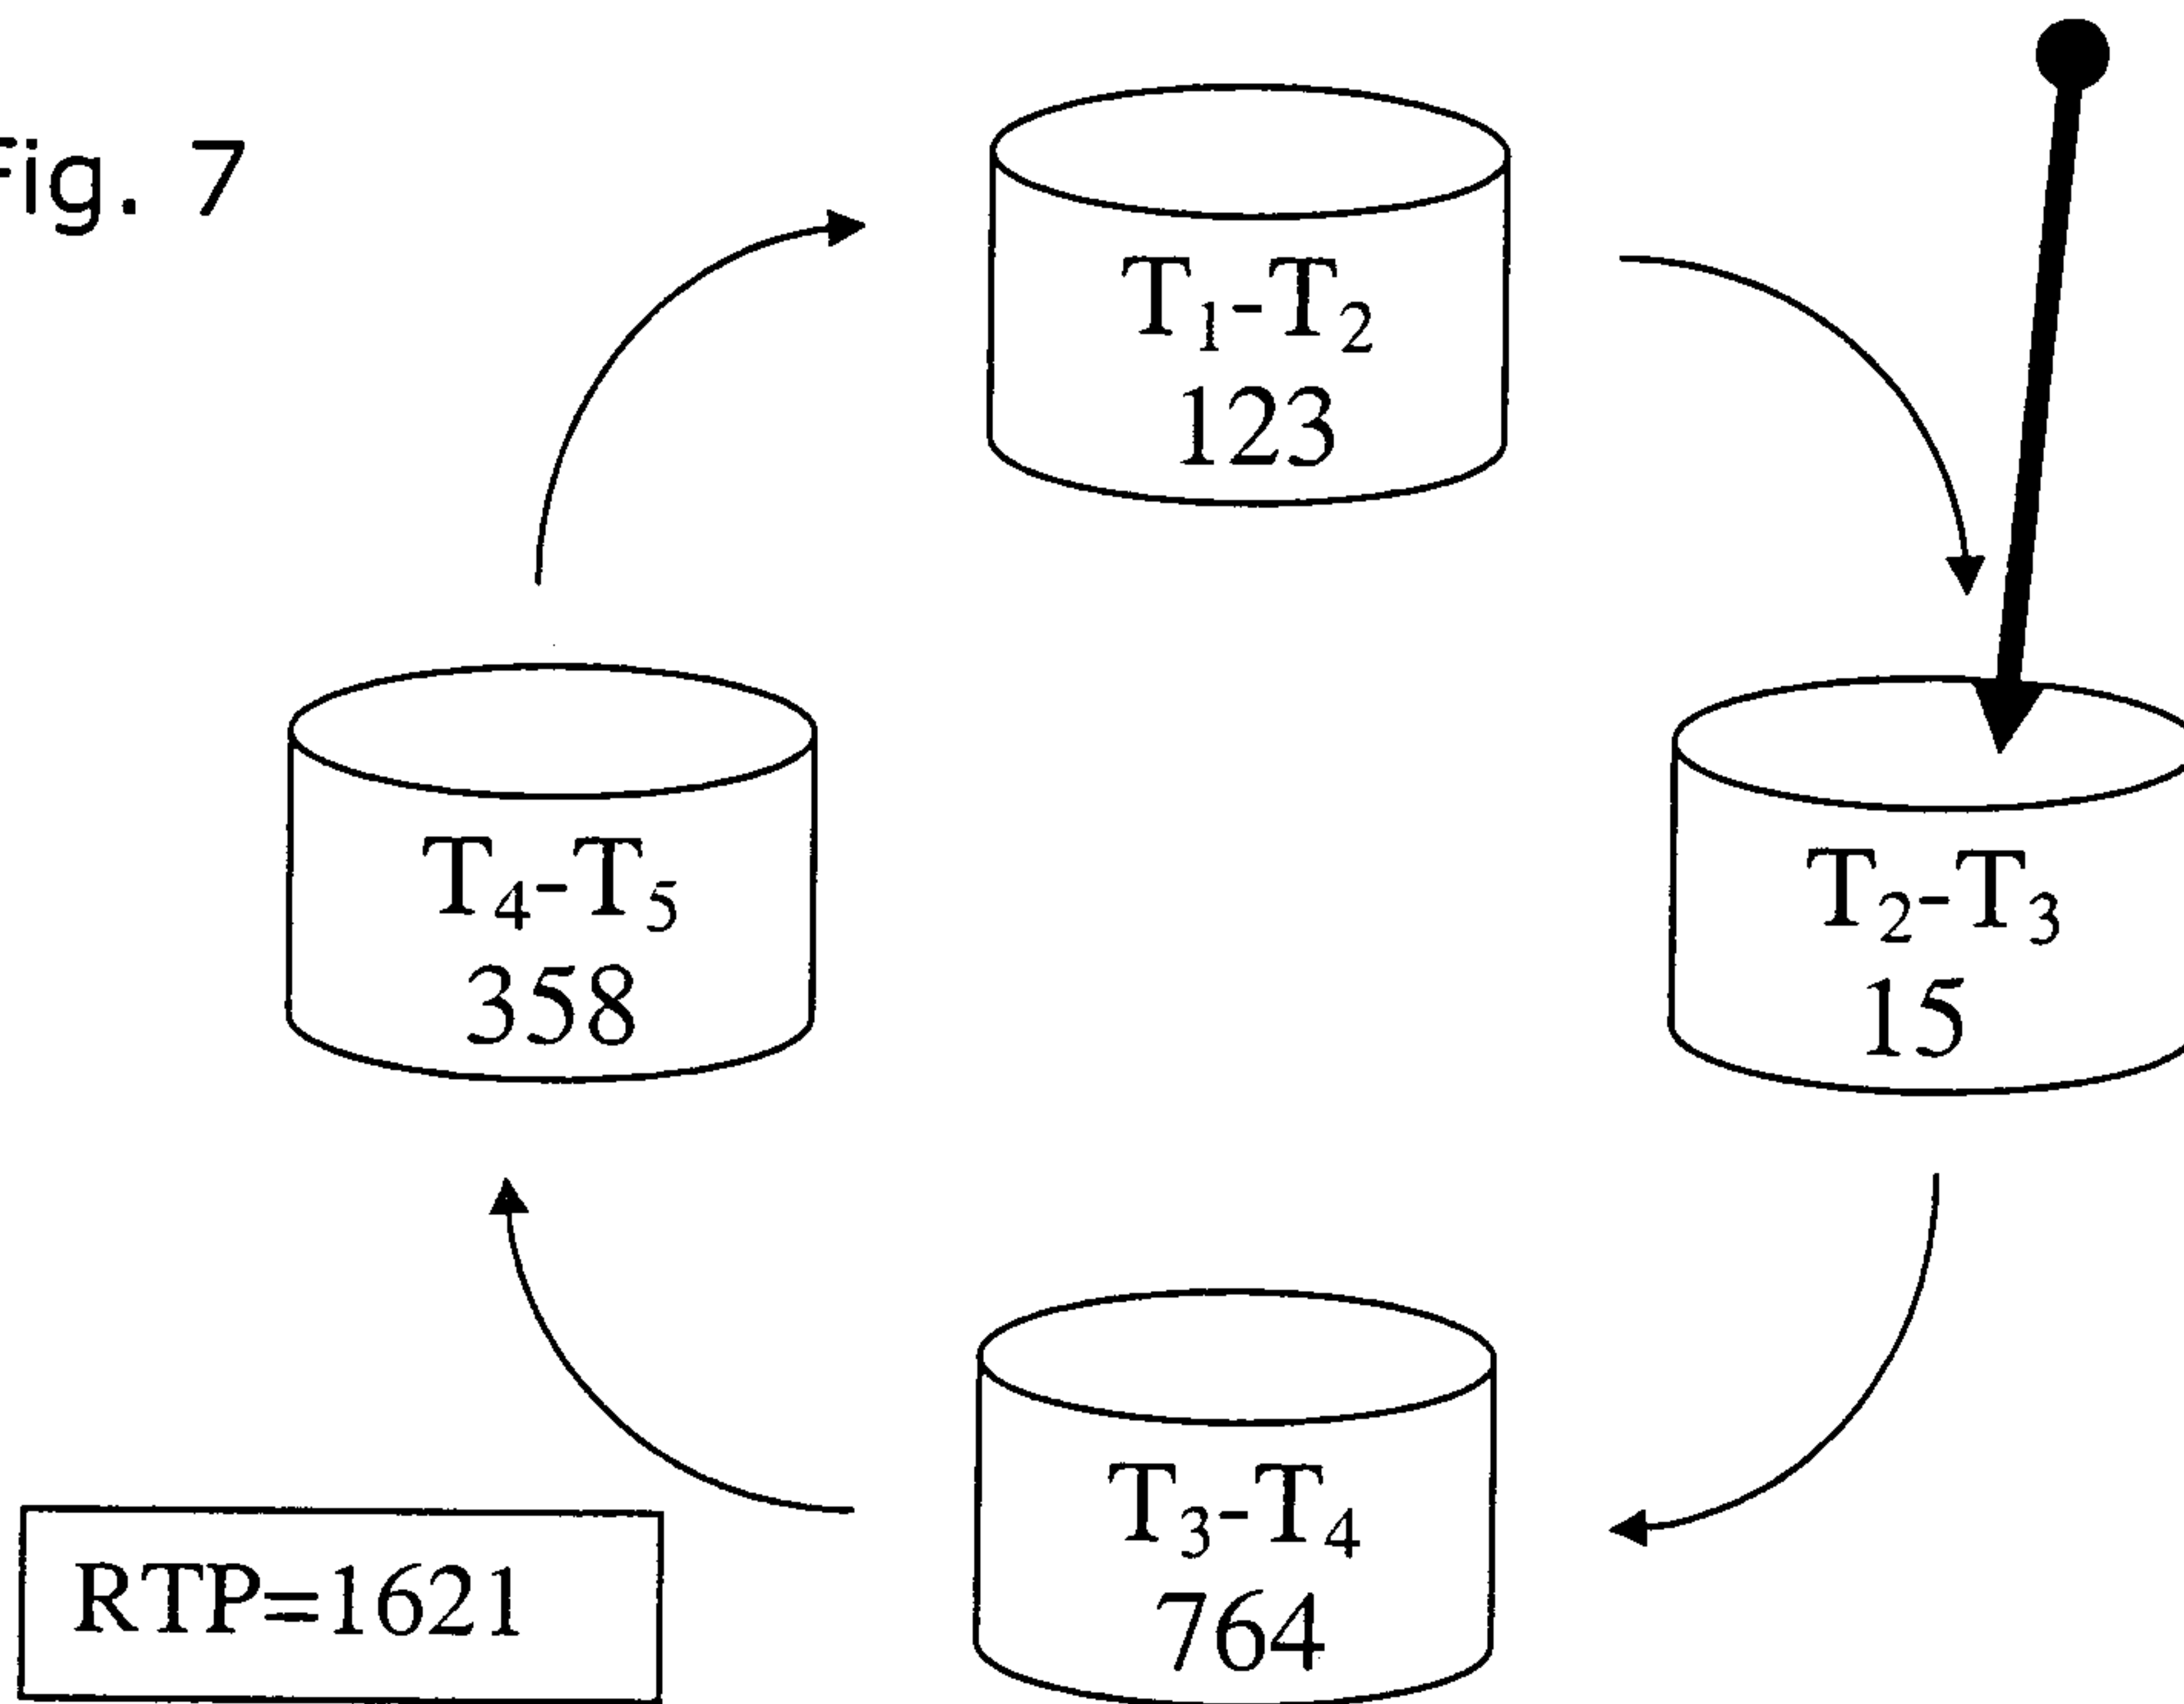 Fig. 7
T₁-T₂
123
T₄-T₅
358
T₂-T₃
15
T₃-T₄
764
RTP=1621